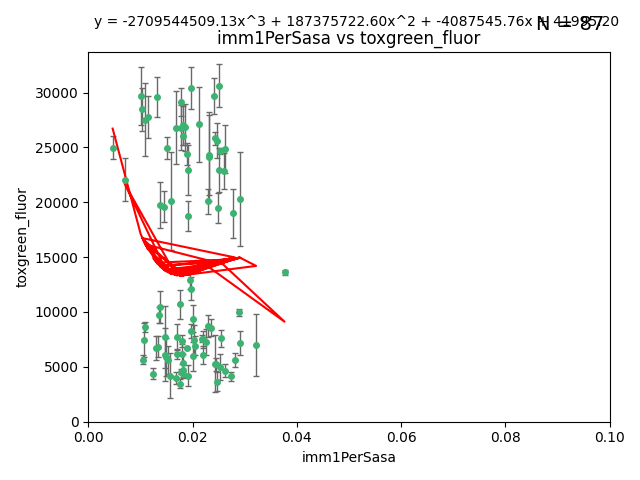 y = -2709544509.13x^3 + 187375722.60x^2 + -4087545.76x
N = 87
imm1PerSasa vs toxgreen_fluor
toxgreen_fluor
30000
25000
20000
15000
10000
5000
0
0.00 0.02 0.04 0.06 0.08 0.10
imm1PerSasa